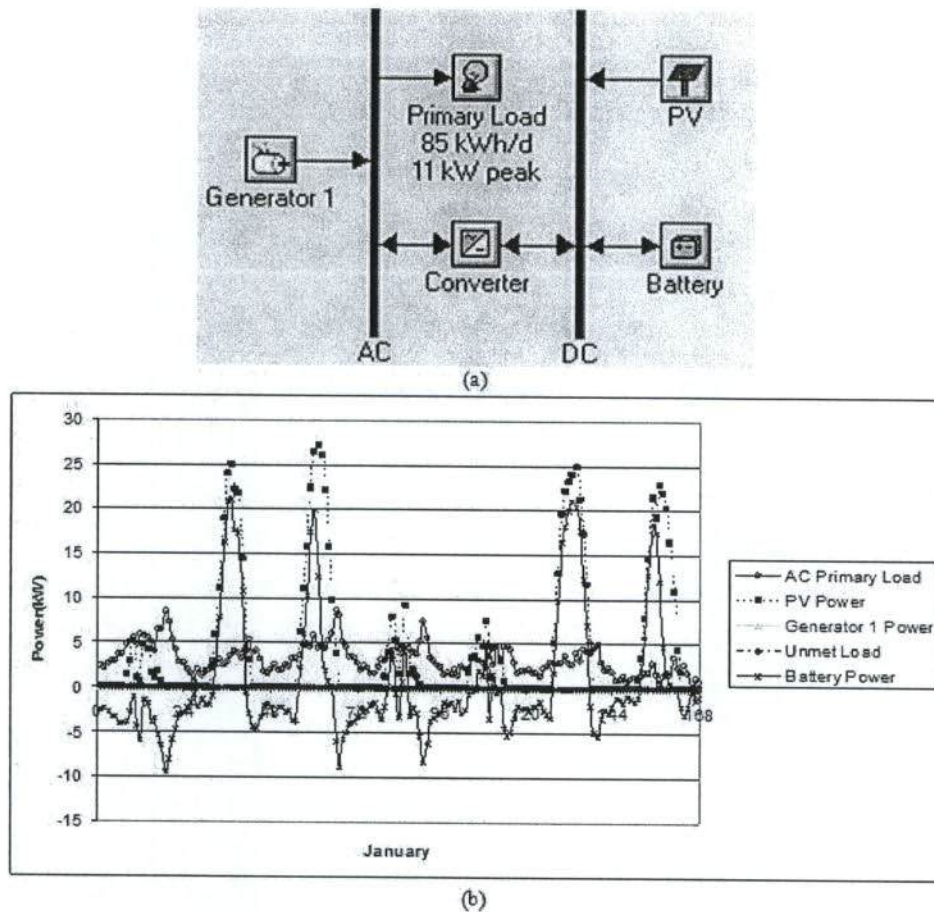 Generator 1
Primary Load
85 kWh/d
11 kW peak
Converter
PV
Battery
AC
DC
(a)
Power(kW)
30
25
20
15
10
5
0
-5
-10
-15
168
January
AC Primary Load
PV Power
Generator 1 Power
Unmet Load
Battery Power
(b)